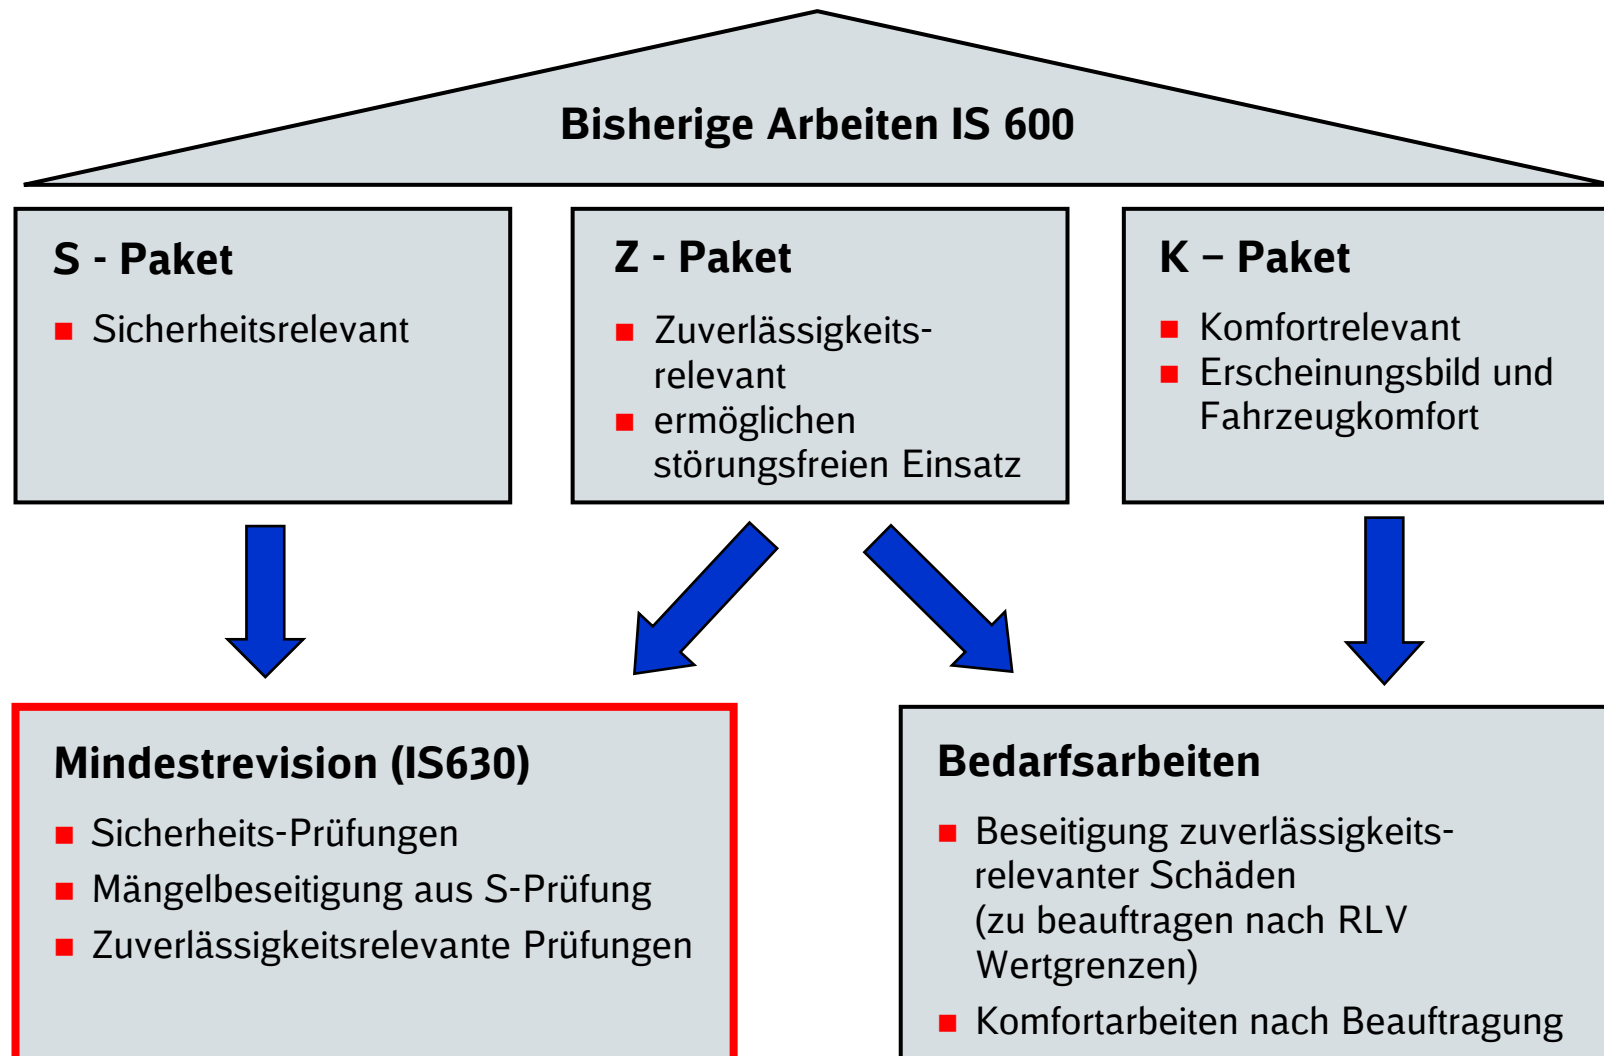 Bisherige Arbeiten IS 600
S - Paket
Sicherheitsrelevant
Z - Paket
Zuverlässigkeits-
relevant
ermöglichen
störungsfreien Einsatz
K – Paket
Komfortrelevant
Erscheinungsbild und
Fahrzeugkomfort
Mindestrevision (IS630)
Sicherheits-Prüfungen
Mängelbeseitigung aus S-Prüfung
Zuverlässigkeitsrelevante Prüfungen
Bedarfsarbeiten
Beseitigung zuverlässigkeits-
relevanter Schäden
(zu beauftragen nach RLV
Wertgrenzen)
Komfortarbeiten nach Beauftragung